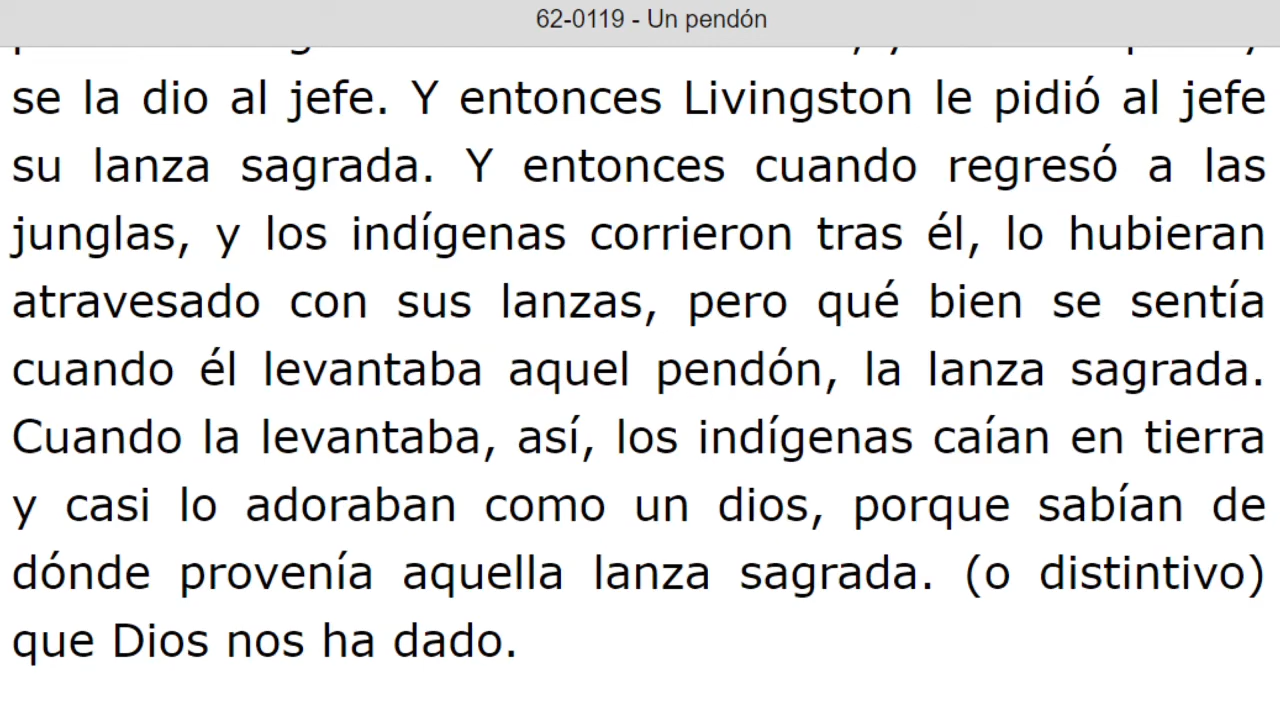 62-0119 - Un pendón
se la dio al jefe. Y entonces Livingston le pidió al jefe
su lanza sagrada. Y entonces cuando regresó a las
junglas, y los indígenas corrieron tras él, lo hubieran
atravesado con sus lanzas, pero qué bien se sentía
cuando él levantaba aquel pendón, la lanza sagrada.
Cuando la levantaba, así, los indígenas caían en tierra
y casi lo adoraban como un dios, porque sabían de
dónde provenía aquella lanza sagrada. (o distintivo)
que Dios nos ha dado.